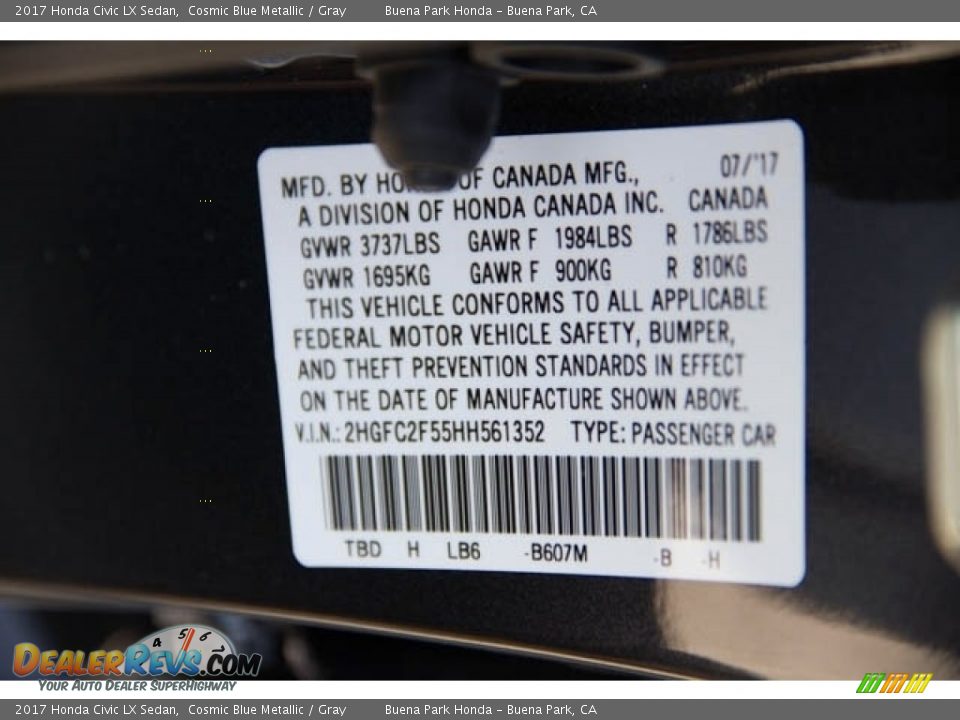 2017 Honda Civic LX Sedan, Cosmic Blue Metallic / Gray Buena Park Honda – Buena Park, CA
MFD. BY OF CANADA MFG., 07/'17
A DIVISION OF HONDA CANADA INC. CANADA
GVWR 3737LBS GAWR F 1984LBS R 1786LBS
GVWR 1695KG GAWR F 900KG R 810KG
THIS VEHICLE CONFORMS TO ALL APPLICABLE
FEDERAL MOTOR VEHICLE SAFETY, BUMPER,
AND THEFT PREVENTION STANDARDS IN EFFECT
ON THE DATE OF MANUFACTURE SHOWN ABOVE.
V.I.N.: 2HGFC2F55HH561352 TYPE: PASSENGER CAR
TBD H LB6 -B607M -B -H
4 5 6
DEALERREVS.COM
YOUR AUTO DEALER SUPERHIGHWAY
2017 Honda Civic LX Sedan, Cosmic Blue Metallic / Gray Buena Park Honda – Buena Park, CA